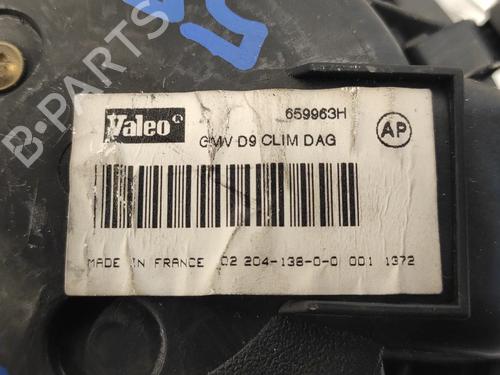 Valeo
659963H
GMV D9 CLIM DAG
AP
MADE IN FRANCE 02 204-138-0-0 001 1372
B-PARTS